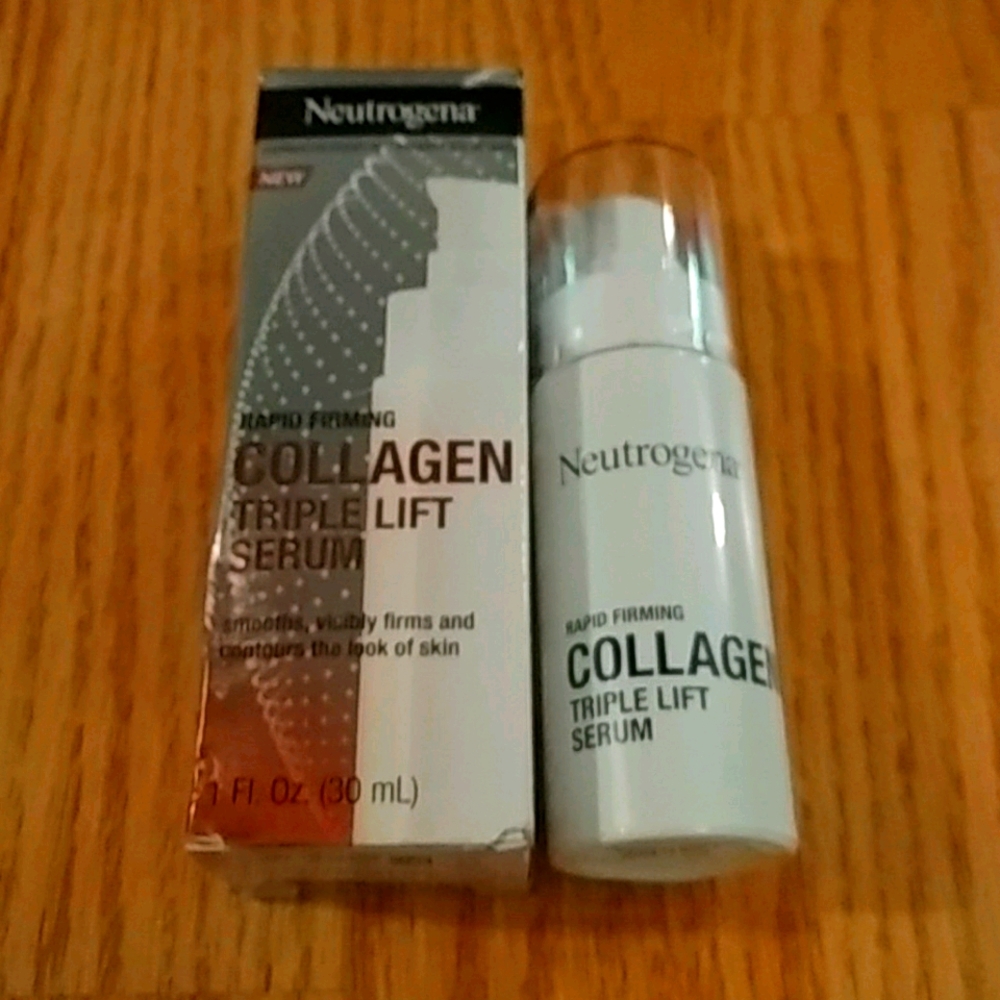 Neutrogena
NEW
RAPID FIRMING
COLLAGEN
TRIPLE LIFT
SERUM
smooths, visibly firms and
contours the look of skin
1 Fl. Oz. (30 mL)
Neutrogena
RAPID FIRMING
COLLAGEN
TRIPLE LIFT
SERUM